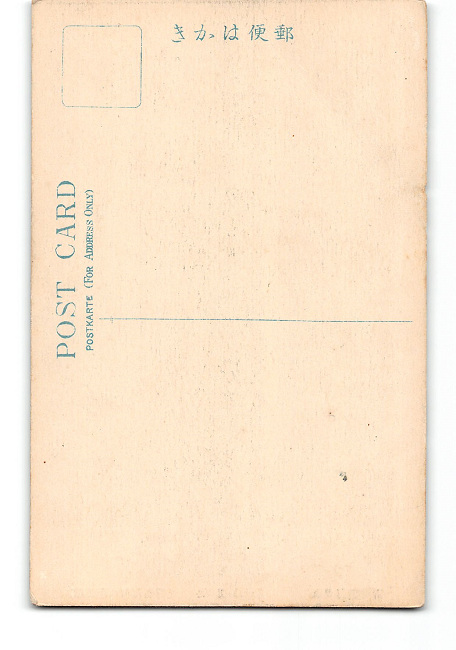 郵便はかき
POST CARD
POSTKARTE (FOR ADDRESS ONLY)